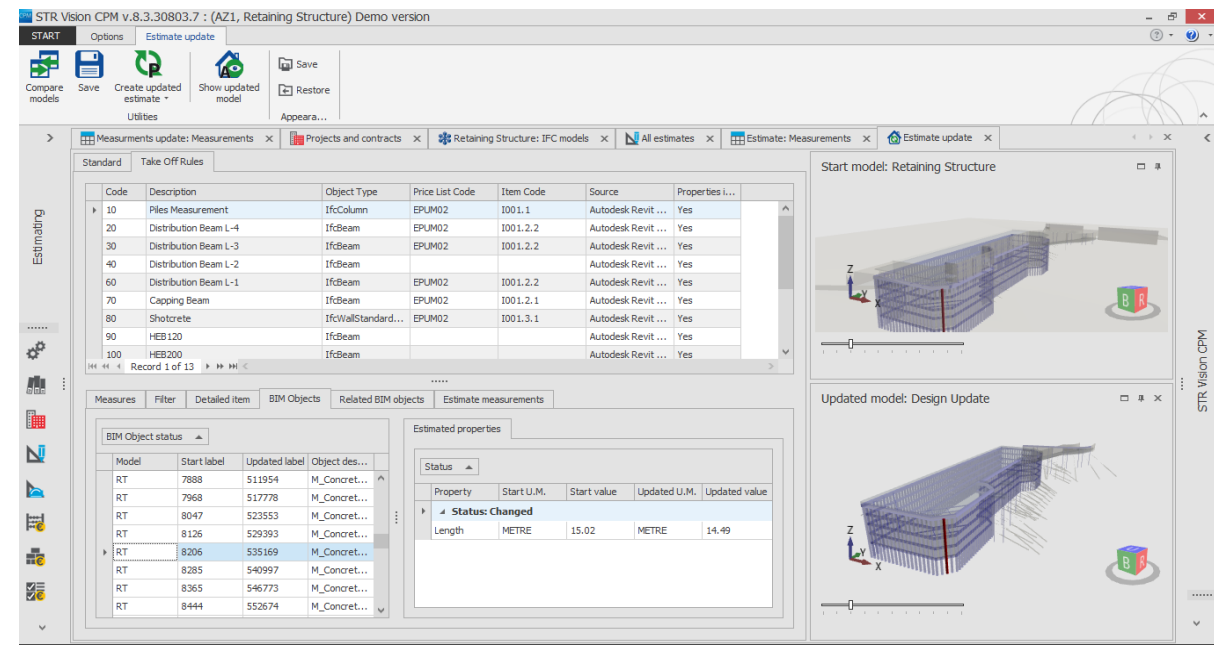 STR Vision CPM v.8.3.30803.7 : (AZ1, Retaining Structure) Demo version
START Options Estimate update
Compare models
Save
Create updated estimate
Show updated model
Save
Restore
Utilities Appeara...
Measurments update: Measurements Projects and contracts Retaining Structure: IFC models All estimates Estimate: Measurements Estimate update
Estimating
Standard Take Off Rules
Code Description Object Type Price List Code Item Code Source Properties i...
10 Piles Measurement IfcColumn EPUM02 I001.1 Autodesk Revit ... Yes
20 Distribution Beam L-4 IfcBeam EPUM02 I001.2.2 Autodesk Revit ... Yes
30 Distribution Beam L-3 IfcBeam EPUM02 I001.2.2 Autodesk Revit ... Yes
40 Distribution Beam L-2 IfcBeam Autodesk Revit ... Yes
60 Distribution Beam L-1 IfcBeam EPUM02 I001.2.2 Autodesk Revit ... Yes
70 Capping Beam IfcBeam EPUM02 I001.2.1 Autodesk Revit ... Yes
80 Shotcrete IfcWallStandard... EPUM02 I001.3.1 Autodesk Revit ... Yes
90 HEB120 IfcBeam Autodesk Revit ... Yes
100 HEB200 IfcBeam Autodesk Revit ... Yes
Record 1 of 13
Measures Filter Detailed item BIM Objects Related BIM objects Estimate measurements
BIM Object status
Model Start label Updated label Object des...
RT 7888 511954 M_Concret...
RT 7968 517778 M_Concret...
RT 8047 523553 M_Concret...
RT 8126 529393 M_Concret...
RT 8206 535169 M_Concret...
RT 8285 540997 M_Concret...
RT 8365 546773 M_Concret...
RT 8444 552674 M_Concret...
Estimated properties
Status
Property Start U.M. Start value Updated U.M. Updated value
Status: Changed
Length METRE 15.02 METRE 14.49
Start model: Retaining Structure
Z
Y
X
B R
Updated model: Design Update
Z
Y
X
B R
STR Vision CPM